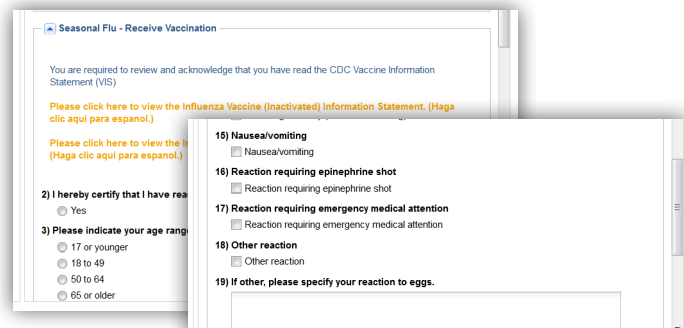 Seasonal Flu - Receive Vaccination
You are required to review and acknowledge that you have read the CDC Vaccine Information
Statement (VIS)
Please click here to view the Influenza Vaccine (Inactivated) Information Statement. (Haga
clic aqui para espanol.)
Please click here to view the
(Haga clic aqui para espanol.)
2) I hereby certify that I have
Yes
3) Please indicate your age
17 or younger
18 to 49
50 to 64
65 or older
15) Nausea/vomiting
Nausea/vomiting
16) Reaction requiring epinephrine shot
Reaction requiring epinephrine shot
17) Reaction requiring emergency medical attention
Reaction requiring emergency medical attention
18) Other reaction
Other reaction
19) If other, please specify your reaction to eggs.